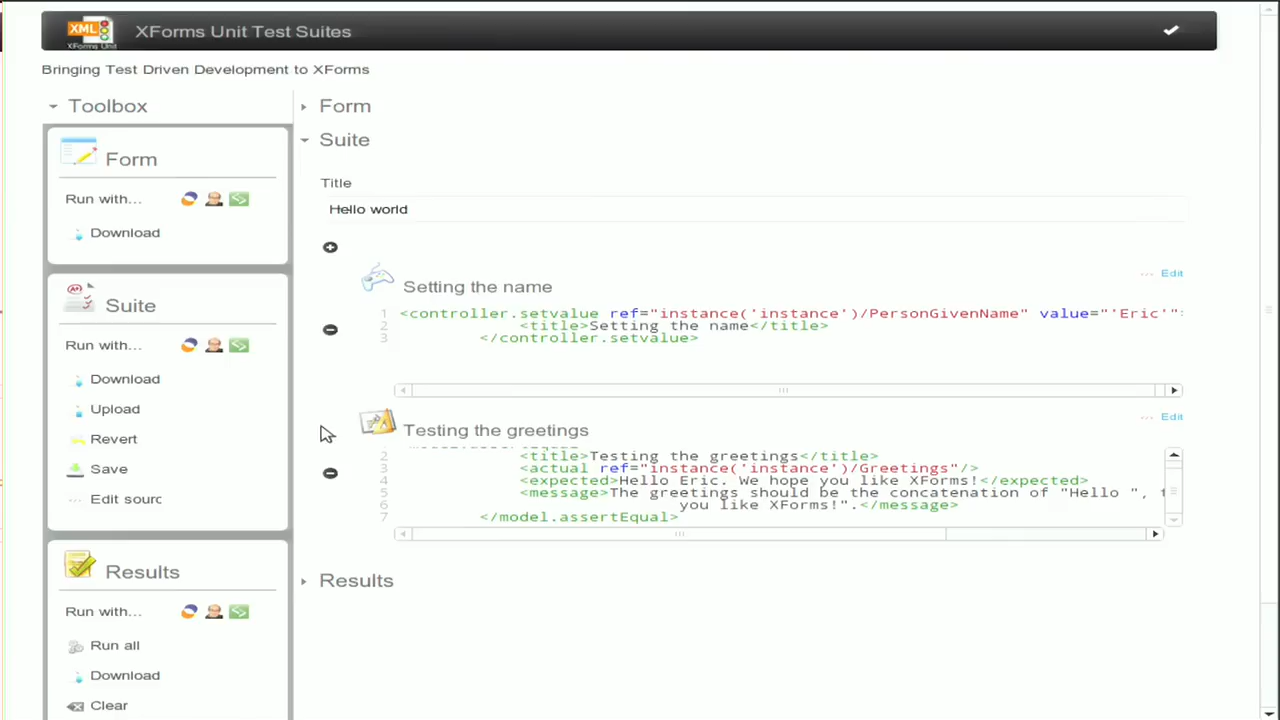 XML
XForms Unit
XForms Unit Test Suites
Bringing Test Driven Development to XForms
Toolbox
Form
Run with...
Download
A+
Suite
Run with...
Download
Upload
Revert
Save
Edit sourc
Results
Run with...
Run all
Download
Clear
Form
Suite
Title
Hello world
Setting the name
Edit
1 <controller.setvalue ref="instance('instance')/PersonGivenName" value="'Eric'"
2 <title>Setting the name</title>
3 </controller.setvalue>
Testing the greetings
Edit
2 <title>Testing the greetings</title>
3 <actual ref="instance('instance')/Greetings"/>
4 <expected>Hello Eric. We hope you like XForms!</expected>
5 <message>The greetings should be the concatenation of "Hello ",
6 you like XForms!".</message>
7 </model.assertEqual>
Results